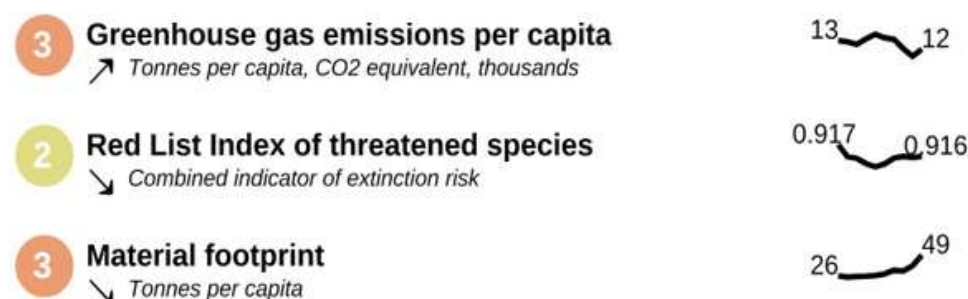 3 Greenhouse gas emissions per capita 13 12
↗ Tonnes per capita, CO2 equivalent, thousands
2 Red List Index of threatened species 0.917 0.916
↘ Combined indicator of extinction risk
3 Material footprint 26 49
↘ Tonnes per capita